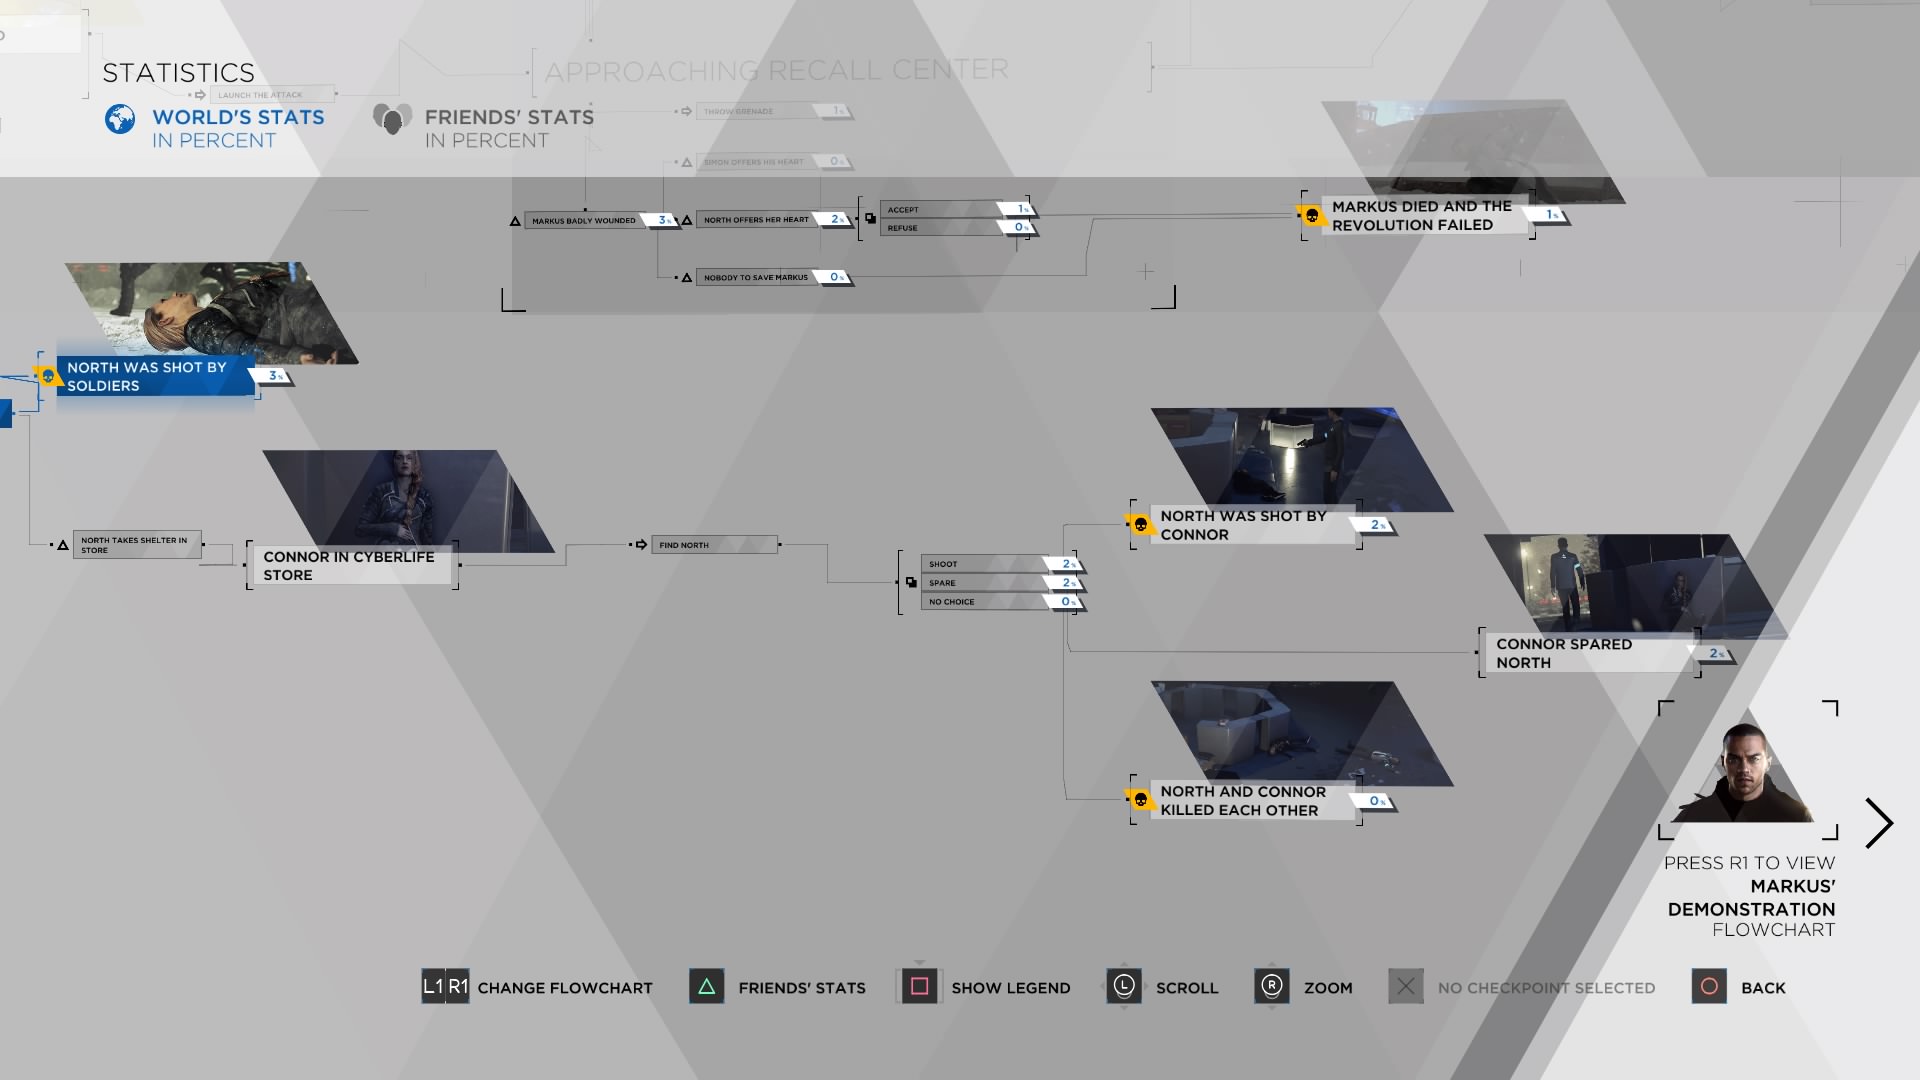 STATISTICS
WORLD'S STATS
IN PERCENT
FRIENDS' STATS
IN PERCENT
LAUNCH THE ATTACK
APPROACHING RECALL CENTER
THROW GRENADE
1%
SIMON OFFERS HIS HEART
0%
MARKUS BADLY WOUNDED
3%
NORTH OFFERS HER HEART
2%
ACCEPT
1%
REFUSE
0%
NOBODY TO SAVE MARKUS
0%
MARKUS DIED AND THE
REVOLUTION FAILED
1%
NORTH WAS SHOT BY
SOLDIERS
3%
NORTH TAKES SHELTER IN
STORE
CONNOR IN CYBERLIFE
STORE
FIND NORTH
SHOOT
2%
SPARE
2%
NO CHOICE
0%
NORTH WAS SHOT BY
CONNOR
2%
CONNOR SPARED
NORTH
2%
NORTH AND CONNOR
KILLED EACH OTHER
0%
PRESS R1 TO VIEW
MARKUS'
DEMONSTRATION
FLOWCHART
L1 R1 CHANGE FLOWCHART
FRIENDS' STATS
SHOW LEGEND
L SCROLL
R ZOOM
NO CHECKPOINT SELECTED
BACK